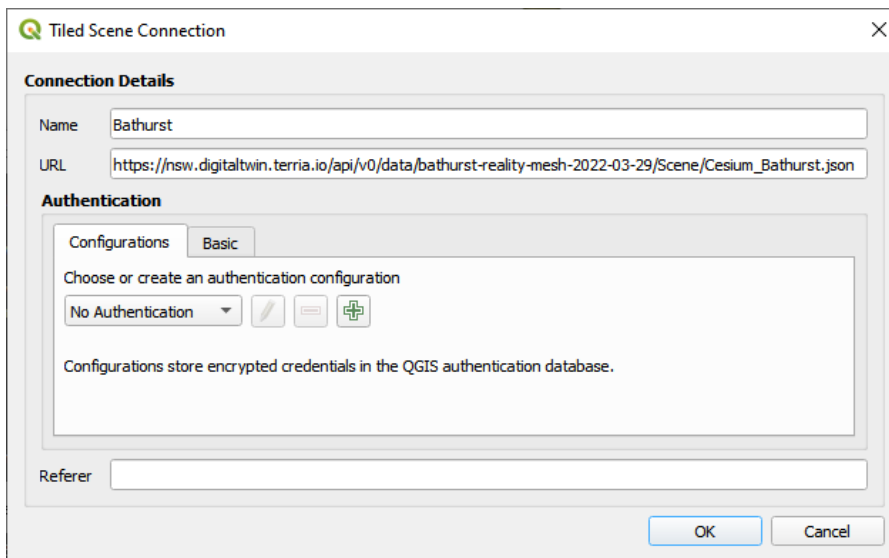 Tiled Scene Connection
Connection Details
Name Bathurst
URL https://nsw.digitaltwin.terria.io/api/v0/data/bathurst-reality-mesh-2022-03-29/Scene/Cesium_Bathurst.json
Authentication
Configurations Basic
Choose or create an authentication configuration
No Authentication
Configurations store encrypted credentials in the QGIS authentication database.
Referer
OK Cancel